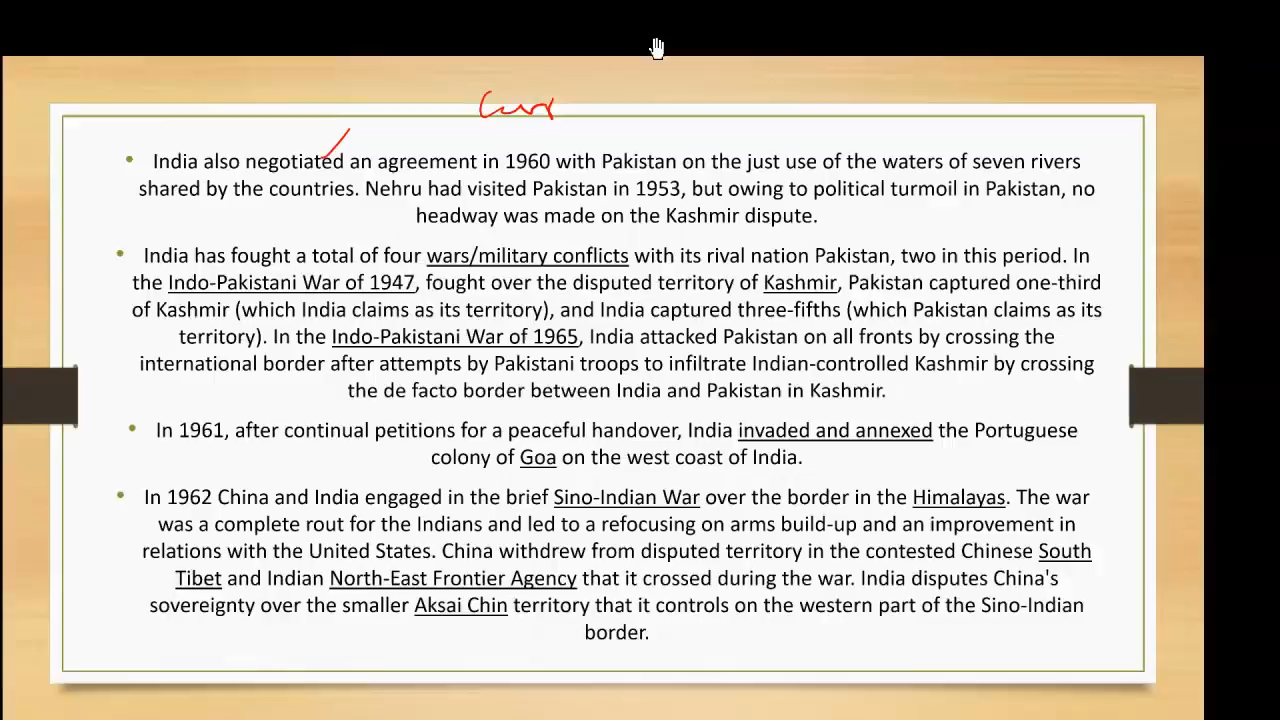 • India also negotiated an agreement in 1960 with Pakistan on the just use of the waters of seven rivers
shared by the countries. Nehru had visited Pakistan in 1953, but owing to political turmoil in Pakistan, no
headway was made on the Kashmir dispute.
• India has fought a total of four wars/military conflicts with its rival nation Pakistan, two in this period. In
the Indo-Pakistani War of 1947, fought over the disputed territory of Kashmir, Pakistan captured one-third
of Kashmir (which India claims as its territory), and India captured three-fifths (which Pakistan claims as its
territory). In the Indo-Pakistani War of 1965, India attacked Pakistan on all fronts by crossing the
international border after attempts by Pakistani troops to infiltrate Indian-controlled Kashmir by crossing
the de facto border between India and Pakistan in Kashmir.
• In 1961, after continual petitions for a peaceful handover, India invaded and annexed the Portuguese
colony of Goa on the west coast of India.
• In 1962 China and India engaged in the brief Sino-Indian War over the border in the Himalayas. The war
was a complete rout for the Indians and led to a refocusing on arms build-up and an improvement in
relations with the United States. China withdrew from disputed territory in the contested Chinese South
Tibet and Indian North-East Frontier Agency that it crossed during the war. India disputes China's
sovereignty over the smaller Aksai Chin territory that it controls on the western part of the Sino-Indian
border.